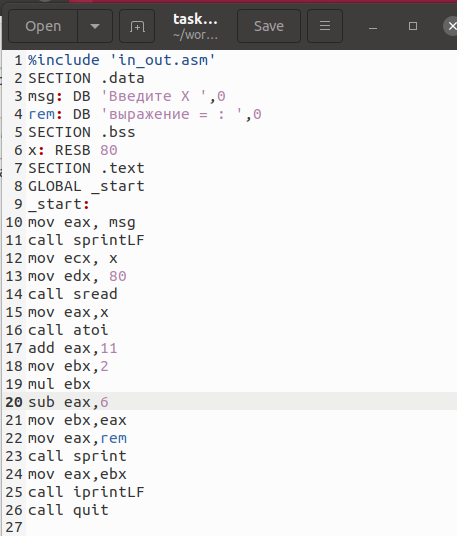 Open
task...
~/wor...
Save
1 %include 'in_out.asm'
2 SECTION .data
3 msg: DB 'Введите X ',0
4 rem: DB 'выражение = : ',0
5 SECTION .bss
6 x: RESB 80
7 SECTION .text
8 GLOBAL _start
9 _start:
10 mov eax, msg
11 call sprintLF
12 mov ecx, x
13 mov edx, 80
14 call sread
15 mov eax,x
16 call atoi
17 add eax,11
18 mov ebx,2
19 mul ebx
20 sub eax,6
21 mov ebx,eax
22 mov eax,rem
23 call sprint
24 mov eax,ebx
25 call iprintLF
26 call quit
27